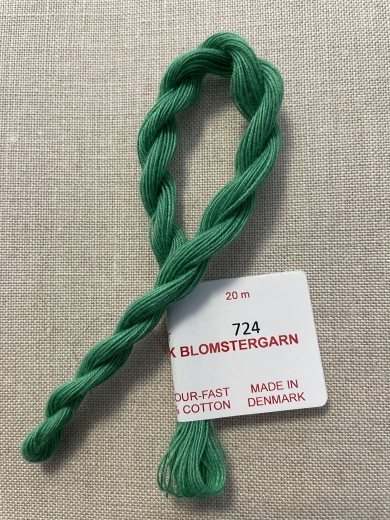 20 m
724
K BLOMSTERGARN
OUR-FAST MADE IN
COTTON DENMARK